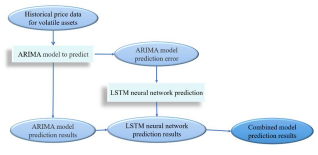 Historical price data
for volatile assets
ARIMA model to predict
ARIMA model
prediction error
LSTM neural network prediction
ARIMA model
prediction results
LSTM neural network
prediction results
Combined model
prediction results